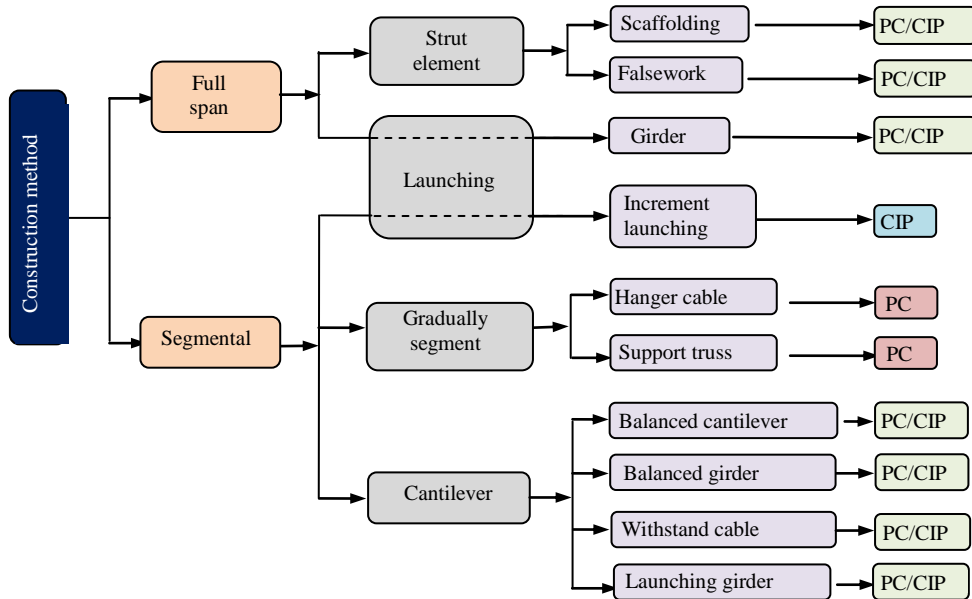 Construction method
Full
span
Segmental
Strut
element
Launching
Gradually
segment
Cantilever
Scaffolding
PC/CIP
Falsework
PC/CIP
Girder
PC/CIP
Increment
launching
CIP
Hanger cable
PC
Support truss
PC
Balanced cantilever
PC/CIP
Balanced girder
PC/CIP
Withstand cable
PC/CIP
Launching girder
PC/CIP